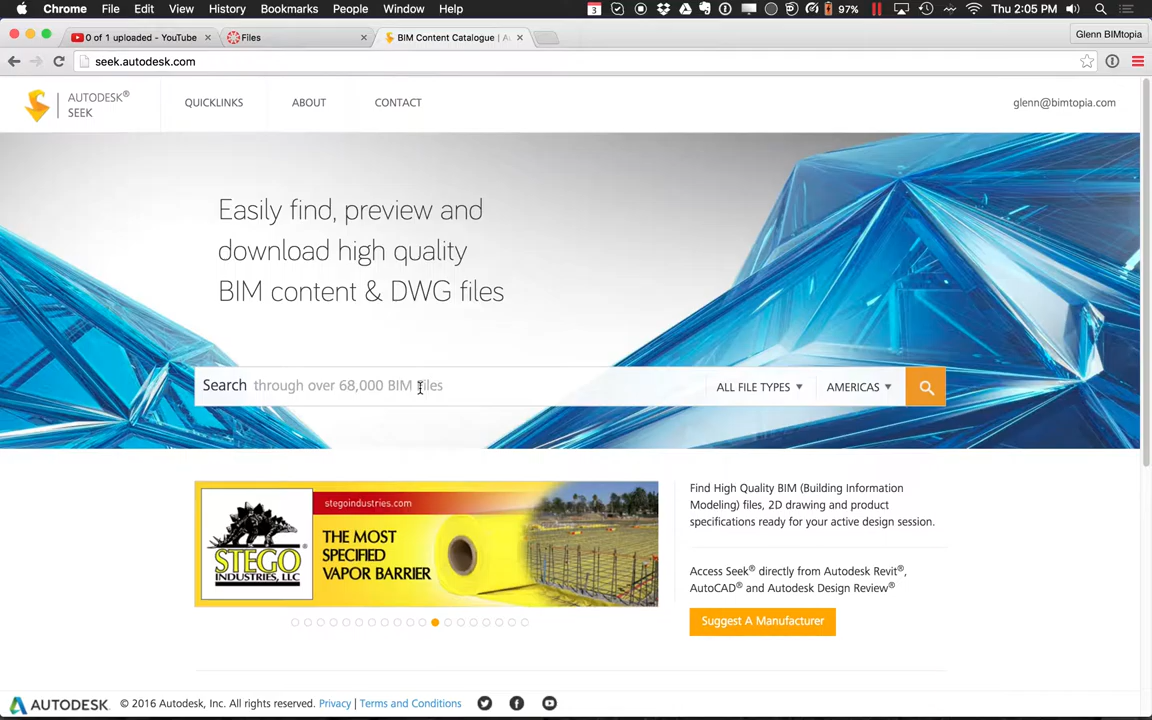 Chrome File Edit View History Bookmarks People Window Help 3 97% Thu 2:05 PM
0 of 1 uploaded - YouTube Files BIM Content Catalogue | Glenn BIMtopia
seek.autodesk.com
AUTODESK® SEEK
QUICKLINKS ABOUT CONTACT glenn@bimtopia.com
Easily find, preview and
download high quality
BIM content & DWG files
Search through over 68,000 BIM files ALL FILE TYPES AMERICAS
stegoindustries.com
STEGO
INDUSTRIES, LLC
THE MOST
SPECIFIED
VAPOR BARRIER
Find High Quality BIM (Building Information
Modeling) files, 2D drawing and product
specifications ready for your active design session.
Access Seek® directly from Autodesk Revit®,
AutoCAD® and Autodesk Design Review®
Suggest A Manufacturer
AUTODESK. © 2016 Autodesk, Inc. All rights reserved. Privacy | Terms and Conditions